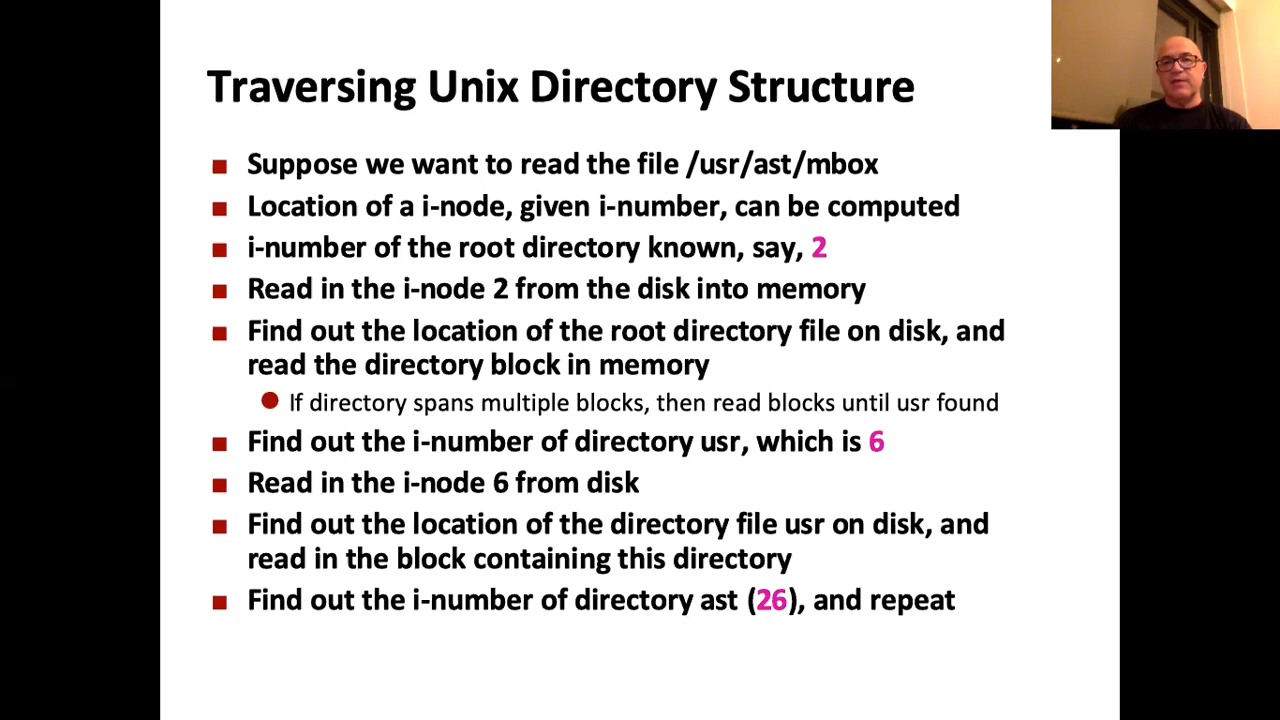 Traversing Unix Directory Structure
Suppose we want to read the file /usr/ast/mbox
Location of a i-node, given i-number, can be computed
i-number of the root directory known, say, 2
Read in the i-node 2 from the disk into memory
Find out the location of the root directory file on disk, and
read the directory block in memory
If directory spans multiple blocks, then read blocks until usr found
Find out the i-number of directory usr, which is 6
Read in the i-node 6 from disk
Find out the location of the directory file usr on disk, and
read in the block containing this directory
Find out the i-number of directory ast (26), and repeat